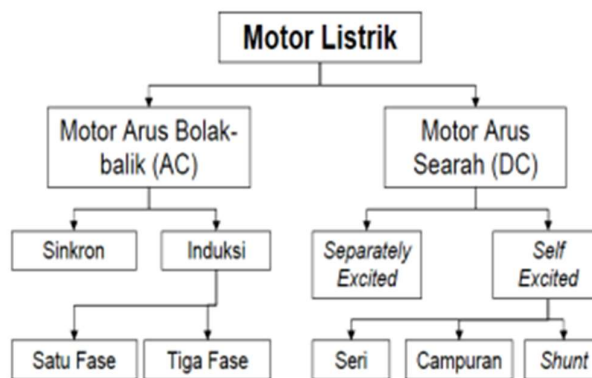 Motor Listrik
Motor Arus Bolak-
balik (AC)
Motor Arus
Searah (DC)
Sinkron
Induksi
Separately
Excited
Self
Excited
Satu Fase
Tiga Fase
Seri
Campuran
Shunt